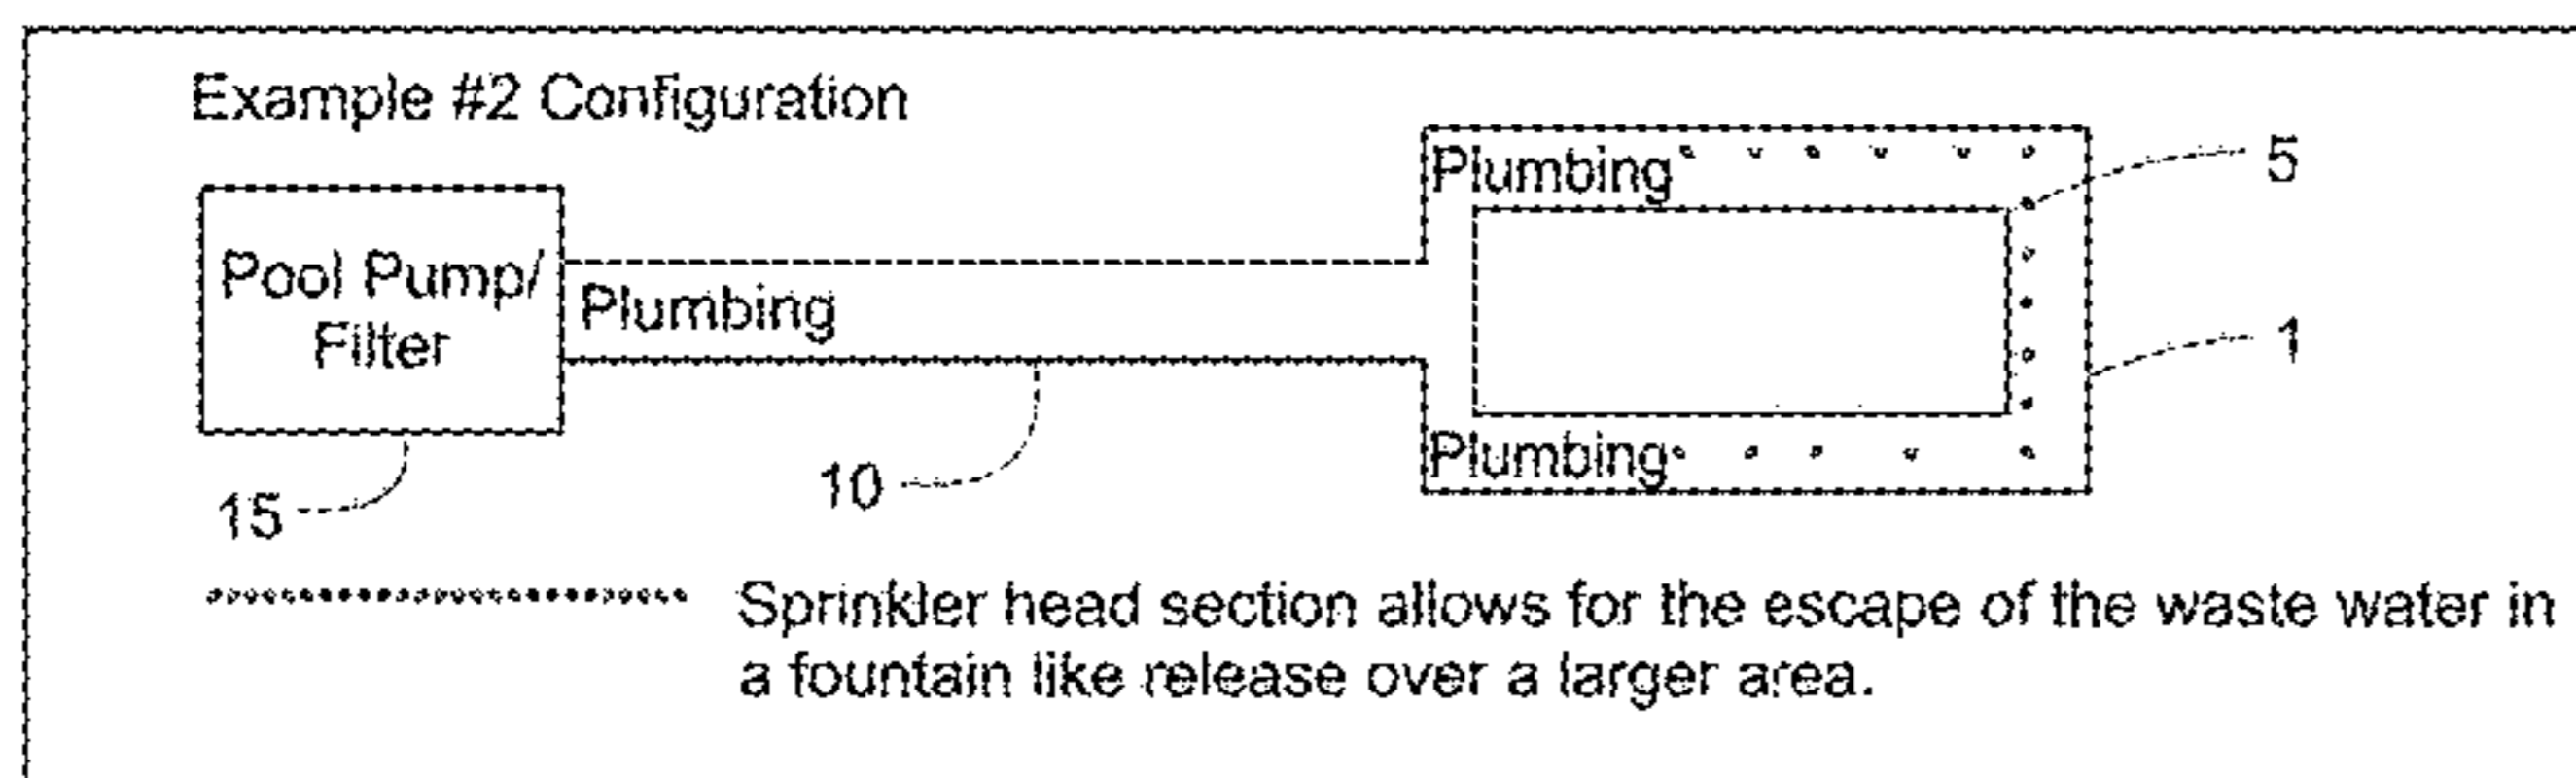 Example #2 Configuration
Plumbing
5
Pool Pump/
Filter
Plumbing
1
Plumbing
10
15
Sprinkler head section allows for the escape of the waste water in
a fountain like release over a larger area.